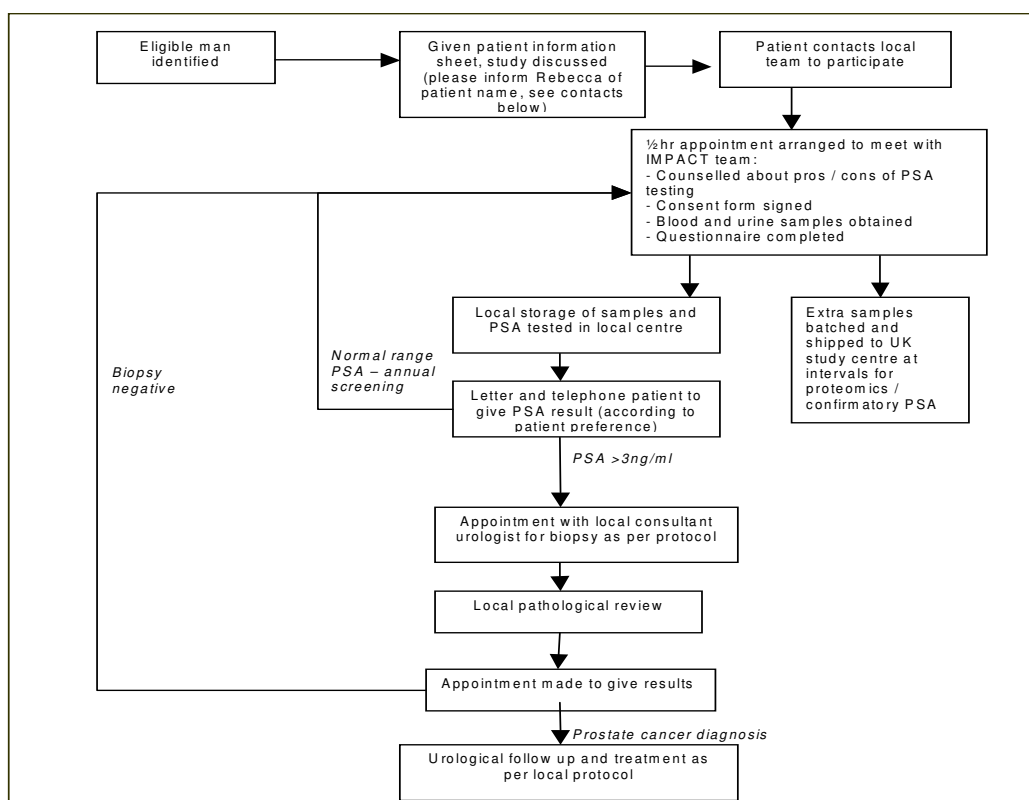 Eligible man
identified
Given patient information
sheet, study discussed
(please inform Rebecca of
patient name, see contacts
below)
Patient contacts local
team to participate
½hr appointment arranged to meet with
IMPACT team:
- Counselled about pros / cons of PSA
testing
- Consent form signed
- Blood and urine samples obtained
- Questionnaire completed
Local storage of samples and
PSA tested in local centre
Extra samples
batched and
shipped to UK
study centre at
intervals for
proteomics /
confirmatory PSA
Normal range
PSA – annual
screening
Biopsy
negative
Letter and telephone patient to
give PSA result (according to
patient preference)
PSA >3ng/ml
Appointment with local consultant
urologist for biopsy as per protocol
Local pathological review
Appointment made to give results
Prostate cancer diagnosis
Urological follow up and treatment as
per local protocol